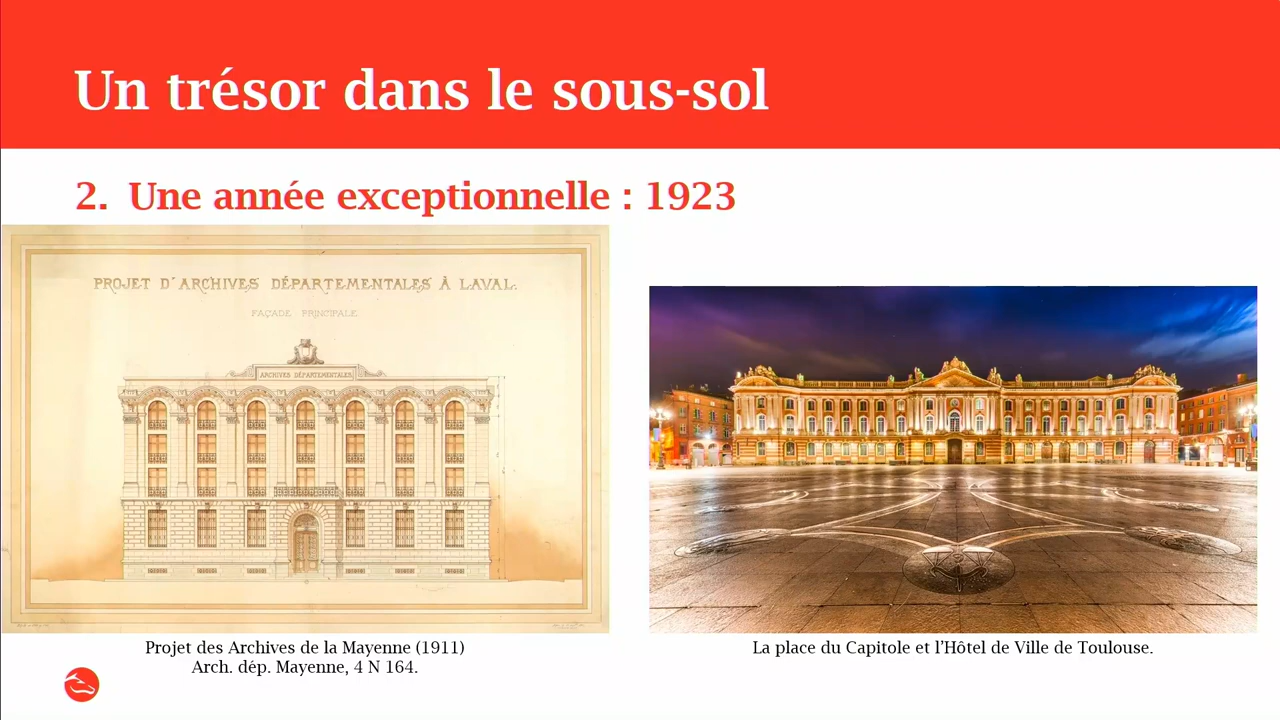 Un trésor dans le sous-sol
2. Une année exceptionnelle : 1923
PROJET D'ARCHIVES DÉPARTEMENTALES À LAVAL.
FAÇADE PRINCIPALE
ARCHIVES DÉPARTEMENTALES
Projet des Archives de la Mayenne (1911)
Arch. dép. Mayenne, 4 N 164.
La place du Capitole et l'Hôtel de Ville de Toulouse.